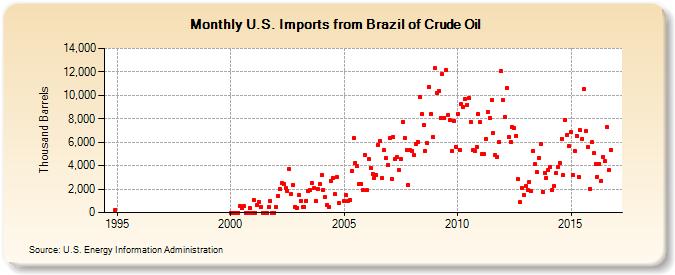 Monthly U.S. Imports from Brazil of Crude Oil
Thousand Barrels
14,000
12,000
10,000
8,000
6,000
4,000
2,000
0
1995 2000 2005 2010 2015
Source: U.S. Energy Information Administration